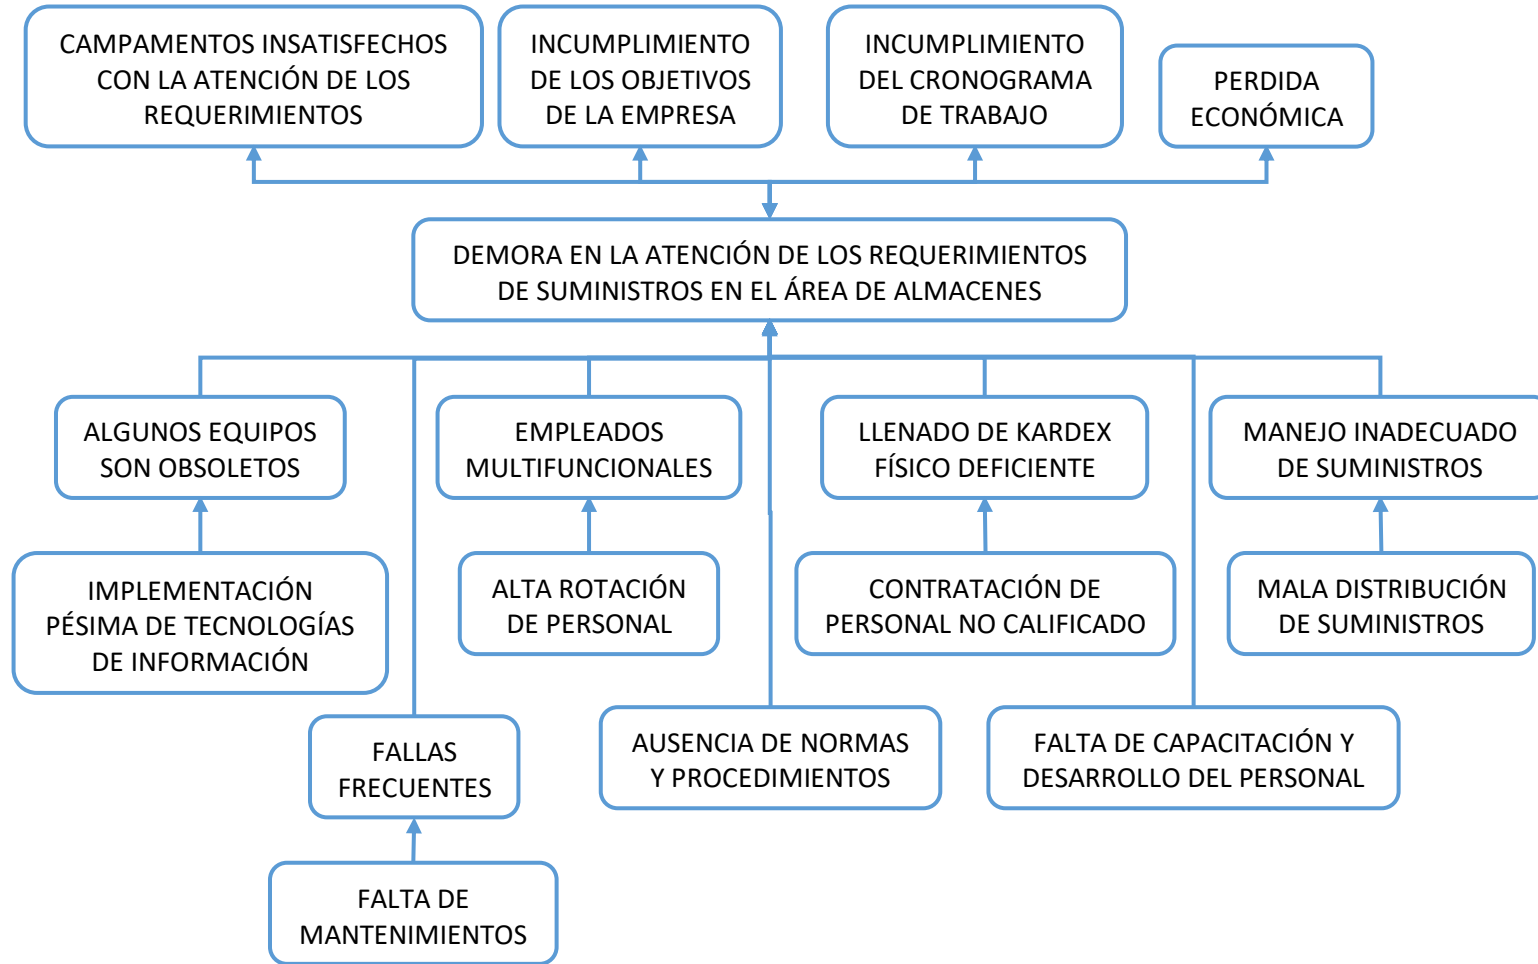 CAMPAMENTOS INSATISFECHOS
CON LA ATENCIÓN DE LOS
REQUERIMIENTOS
INCUMPLIMIENTO
DE LOS OBJETIVOS
DE LA EMPRESA
INCUMPLIMIENTO
DEL CRONOGRAMA
DE TRABAJO
PERDIDA
ECONÓMICA
DEMORA EN LA ATENCIÓN DE LOS REQUERIMIENTOS
DE SUMINISTROS EN EL ÁREA DE ALMACENES
ALGUNOS EQUIPOS
SON OBSOLETOS
EMPLEADOS
MULTIFUNCIONALES
LLENADO DE KARDEX
FÍSICO DEFICIENTE
MANEJO INADECUADO
DE SUMINISTROS
IMPLEMENTACIÓN
PÉSIMA DE TECNOLOGÍAS
DE INFORMACIÓN
ALTA ROTACIÓN
DE PERSONAL
CONTRATACIÓN DE
PERSONAL NO CALIFICADO
MALA DISTRIBUCIÓN
DE SUMINISTROS
FALLAS
FRECUENTES
AUSENCIA DE NORMAS
Y PROCEDIMIENTOS
FALTA DE CAPACITACIÓN Y
DESARROLLO DEL PERSONAL
FALTA DE
MANTENIMIENTOS